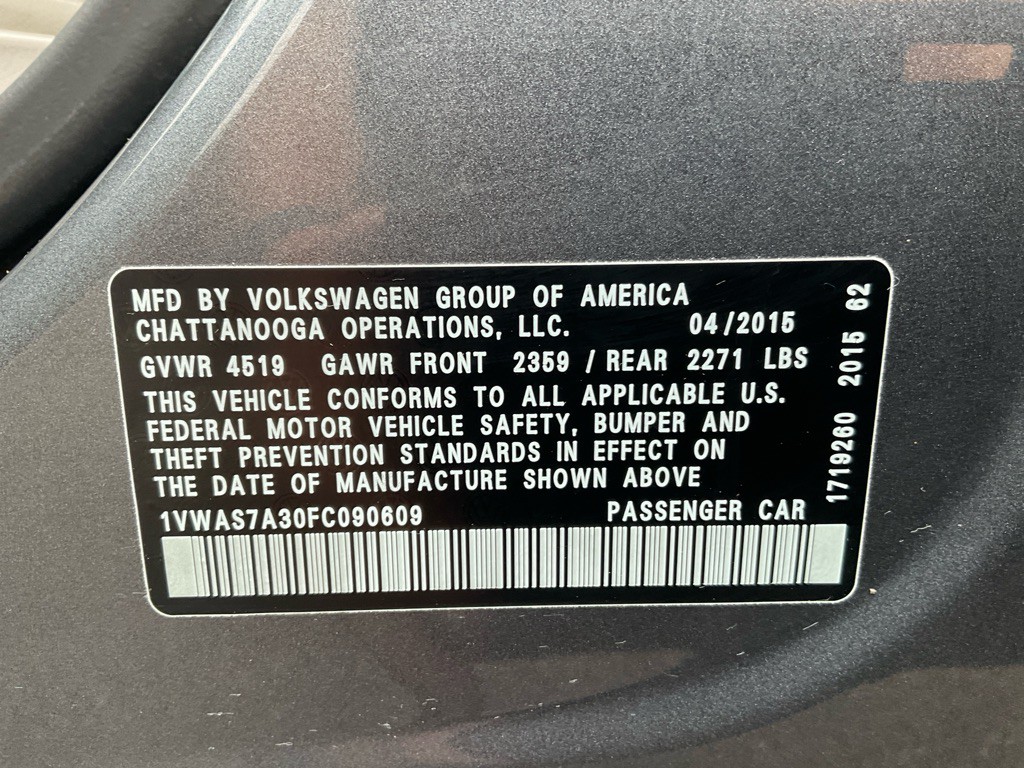 MFD BY VOLKSWAGEN GROUP OF AMERICA
CHATTANOOGA OPERATIONS, LLC. 04/2015
GVWR 4519 GAWR FRONT 2359 / REAR 2271 LBS
THIS VEHICLE CONFORMS TO ALL APPLICABLE U.S.
FEDERAL MOTOR VEHICLE SAFETY, BUMPER AND
THEFT PREVENTION STANDARDS IN EFFECT ON
THE DATE OF MANUFACTURE SHOWN ABOVE
1VWAS7A30FC090609 PASSENGER CAR
1719260 2015 62